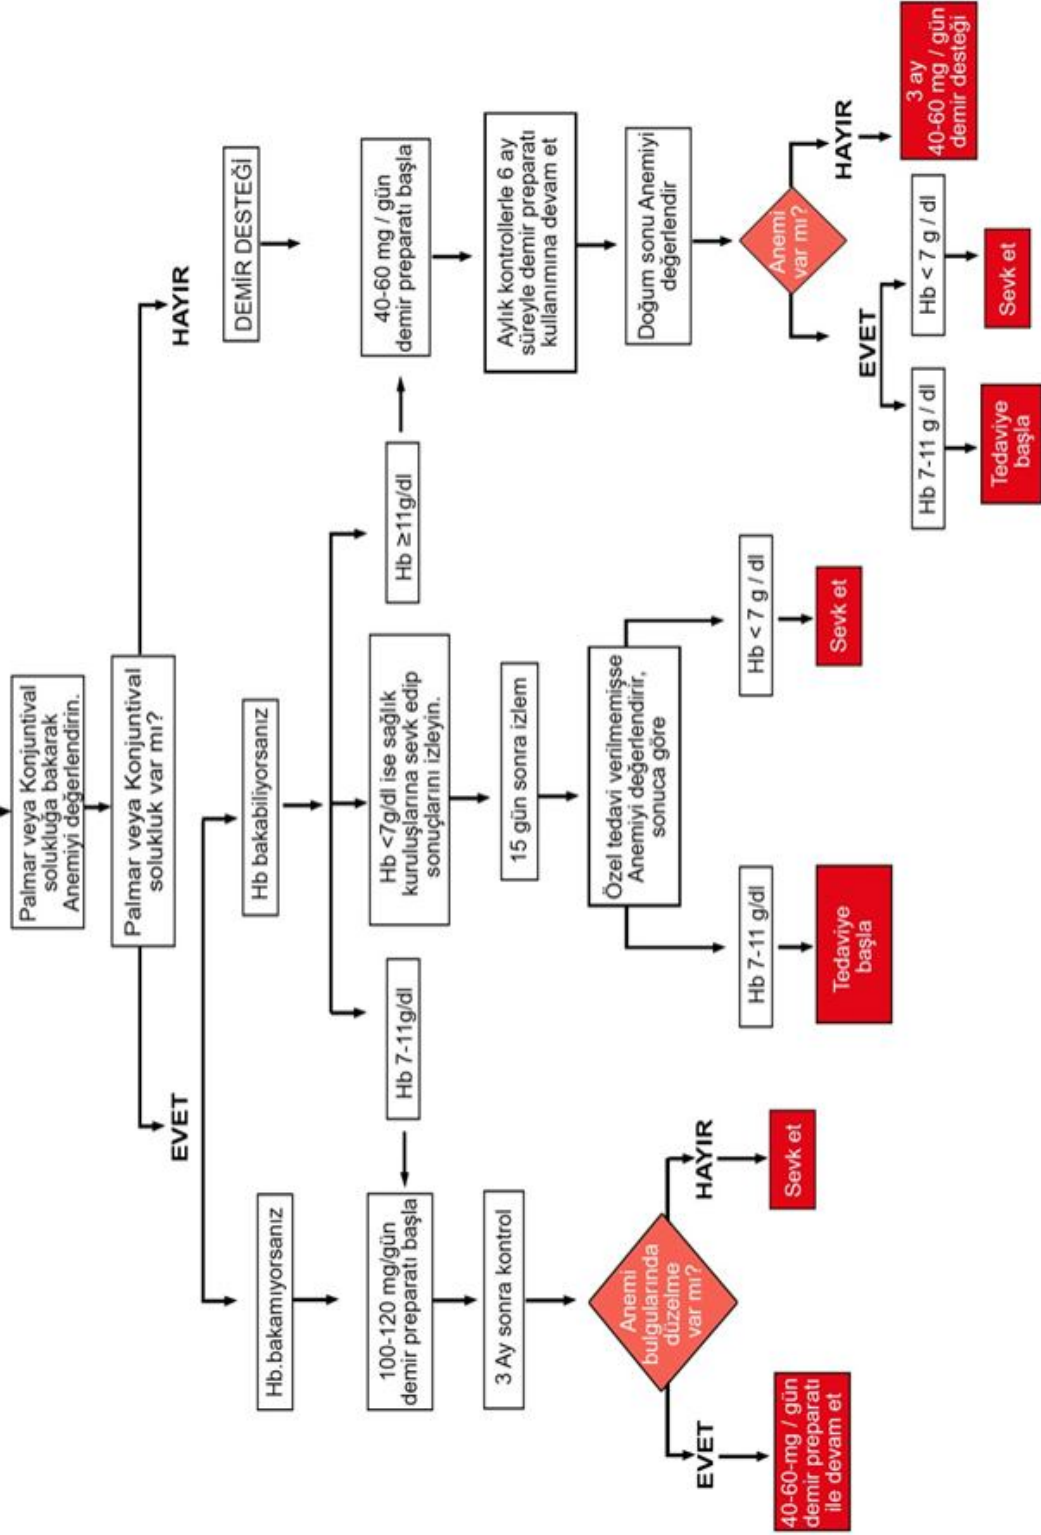 Palmar veya Konjuntival
solukluğa bakarak
Anemiyi değerlendirin.
Palmar veya Konjuntival
solukluk var mı?
EVET
HAYIR
Hb.bakamıyorsanız
Hb bakabiliyorsanız
DEMİR DESTEĞİ
100-120 mg/gün
demir preparatı başla
Hb 7-11g/dl
Hb <7g/dl ise sağlık
kuruluşlarına sevk edip
sonuçlarını izleyin.
Hb ≥11g/dl
40-60 mg / gün
demir preparatı başla
3 Ay sonra kontrol
15 gün sonra izlem
Aylık kontrollerle 6 ay
süreyle demir preparatı
kullanımına devam et
Anemi
bulgularında
düzelme
var mı?
Özel tedavi verilmemişse
Anemiyi değerlendirir,
sonuca göre
Doğum sonu Anemiyi
değerlendir
EVET
HAYIR
Hb 7-11 g/dl
Hb < 7 g / dl
Anemi
var mı?
40-60-mg / gün
demir preparatı
ile devam et
Sevk et
Tedaviye
başla
Sevk et
EVET
HAYIR
Hb 7-11 g / dl
Hb < 7 g / dl
3 ay
40-60 mg / gün
demir desteği
Tedaviye
başla
Sevk et